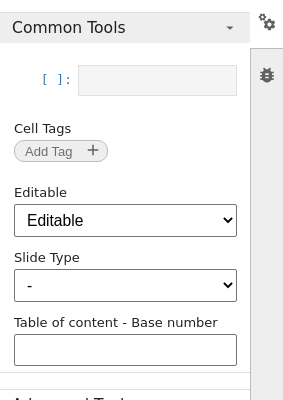 Common Tools
[ ]:
Cell Tags
Add Tag +
Editable
Editable
Slide Type
-
Table of content - Base number